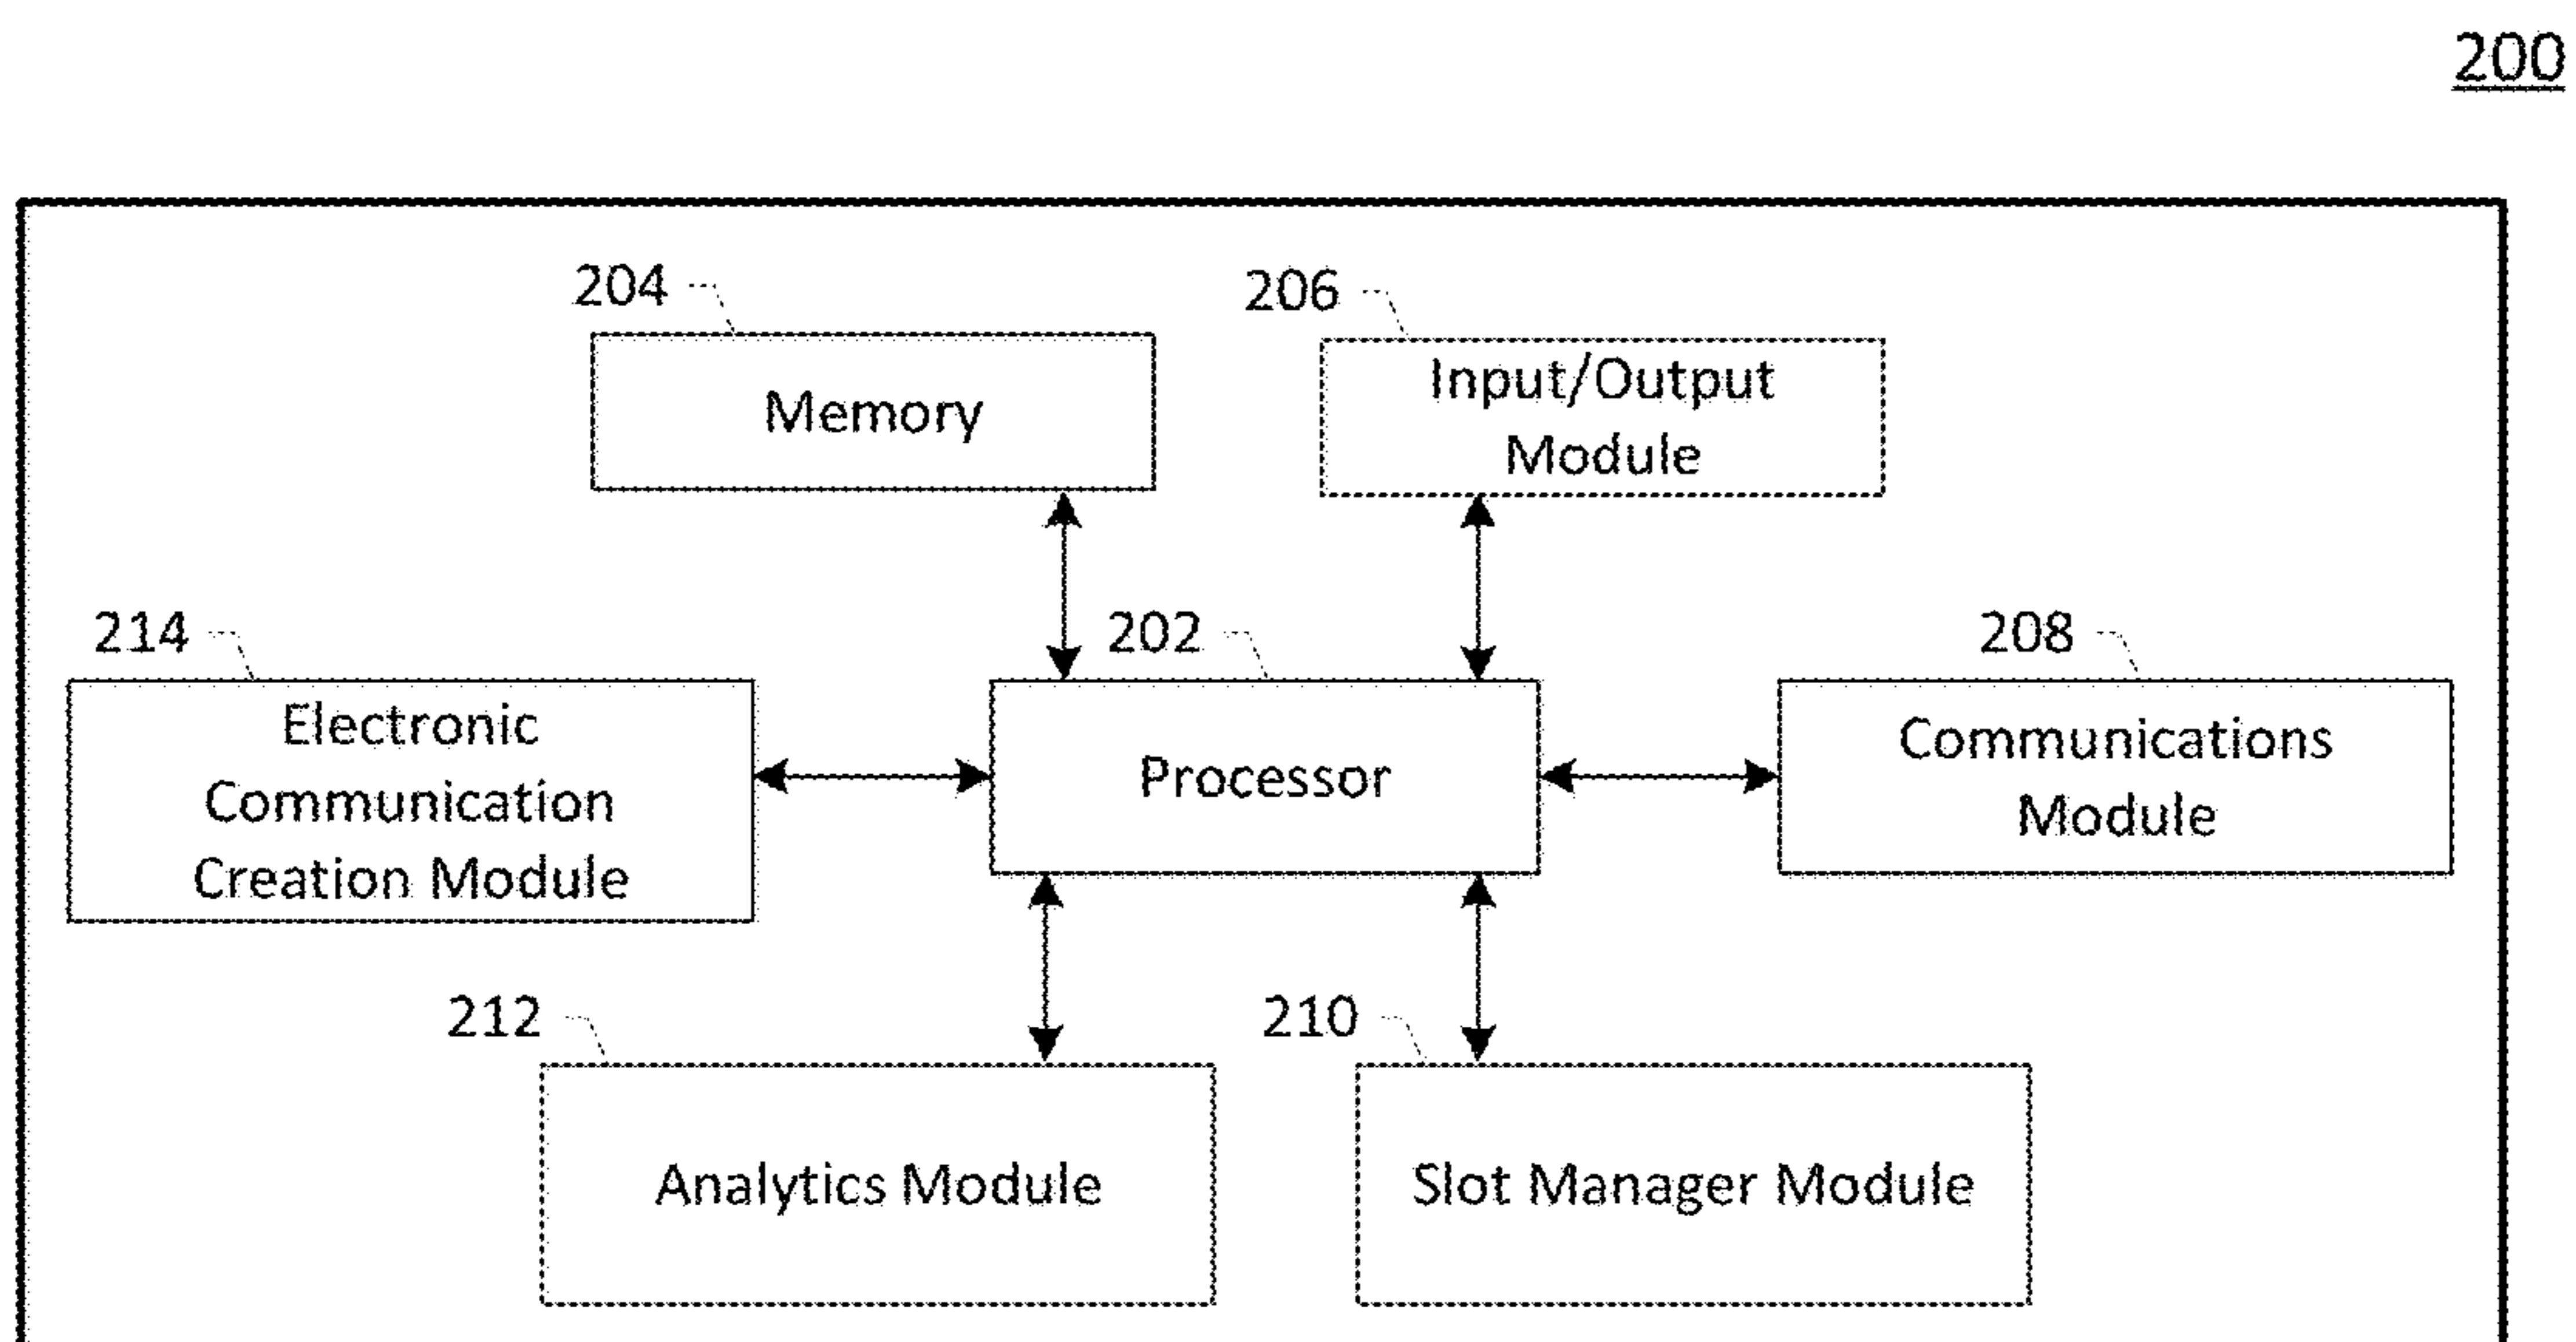 200
204
206
Memory
Input/Output
Module
214
202
208
Electronic
Communication
Creation Module
Processor
Communications
Module
212
210
Analytics Module
Slot Manager Module